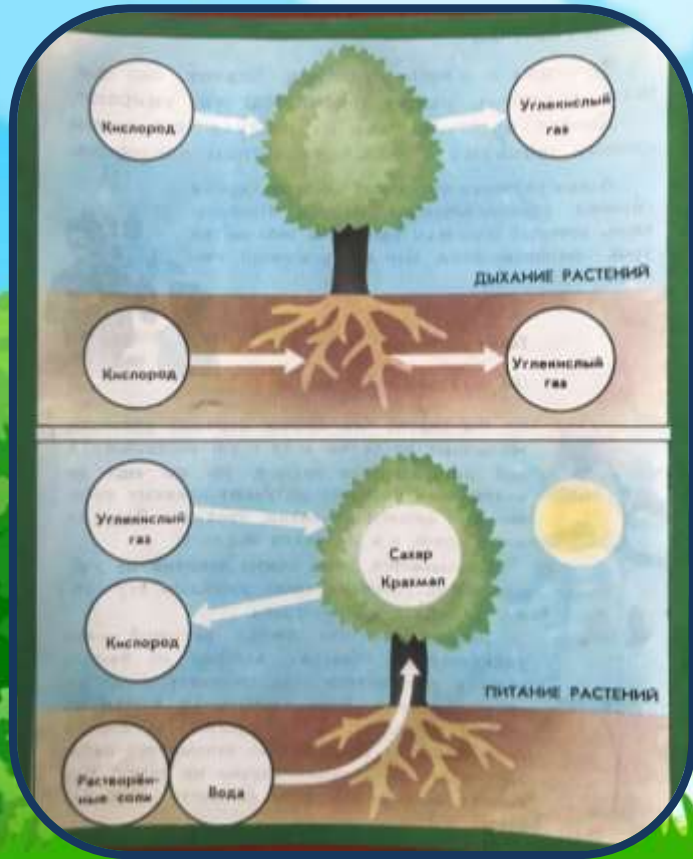 Кислород
Углекислый
газ
ДЫХАНИЕ РАСТЕНИЙ
Кислород
Углекислый
газ
Углекислый
газ
Сахар
Крахмал
Кислород
ПИТАНИЕ РАСТЕНИЙ
Растворён-
ные соли
Вода